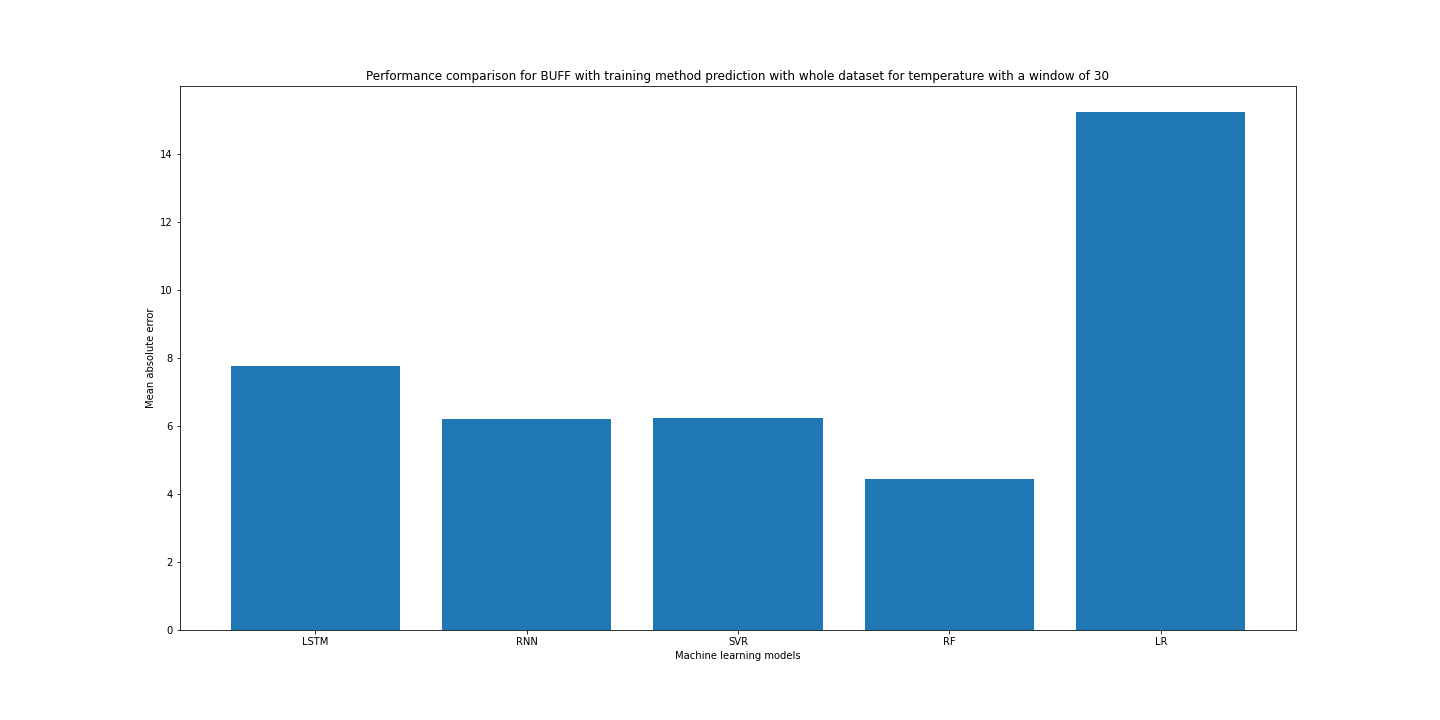 Performance comparison for BUFF with training method prediction with whole dataset for temperature with a window of 30
14
12
10
8
6
4
2
0
Mean absolute error
LSTM RNN SVR RF LR
Machine learning models